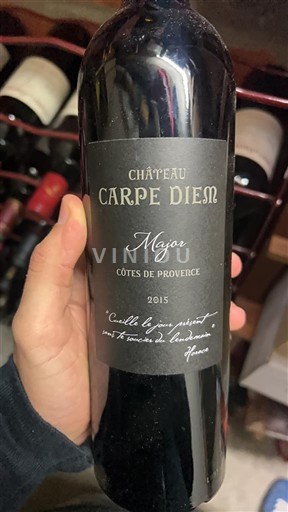 CHÂTEAU
CARPE DIEM
Major
VINIOU
CÔTES DE PROVENCE
2015
"Cueille le jour présent
sans te soucier du lendemain"
Horace